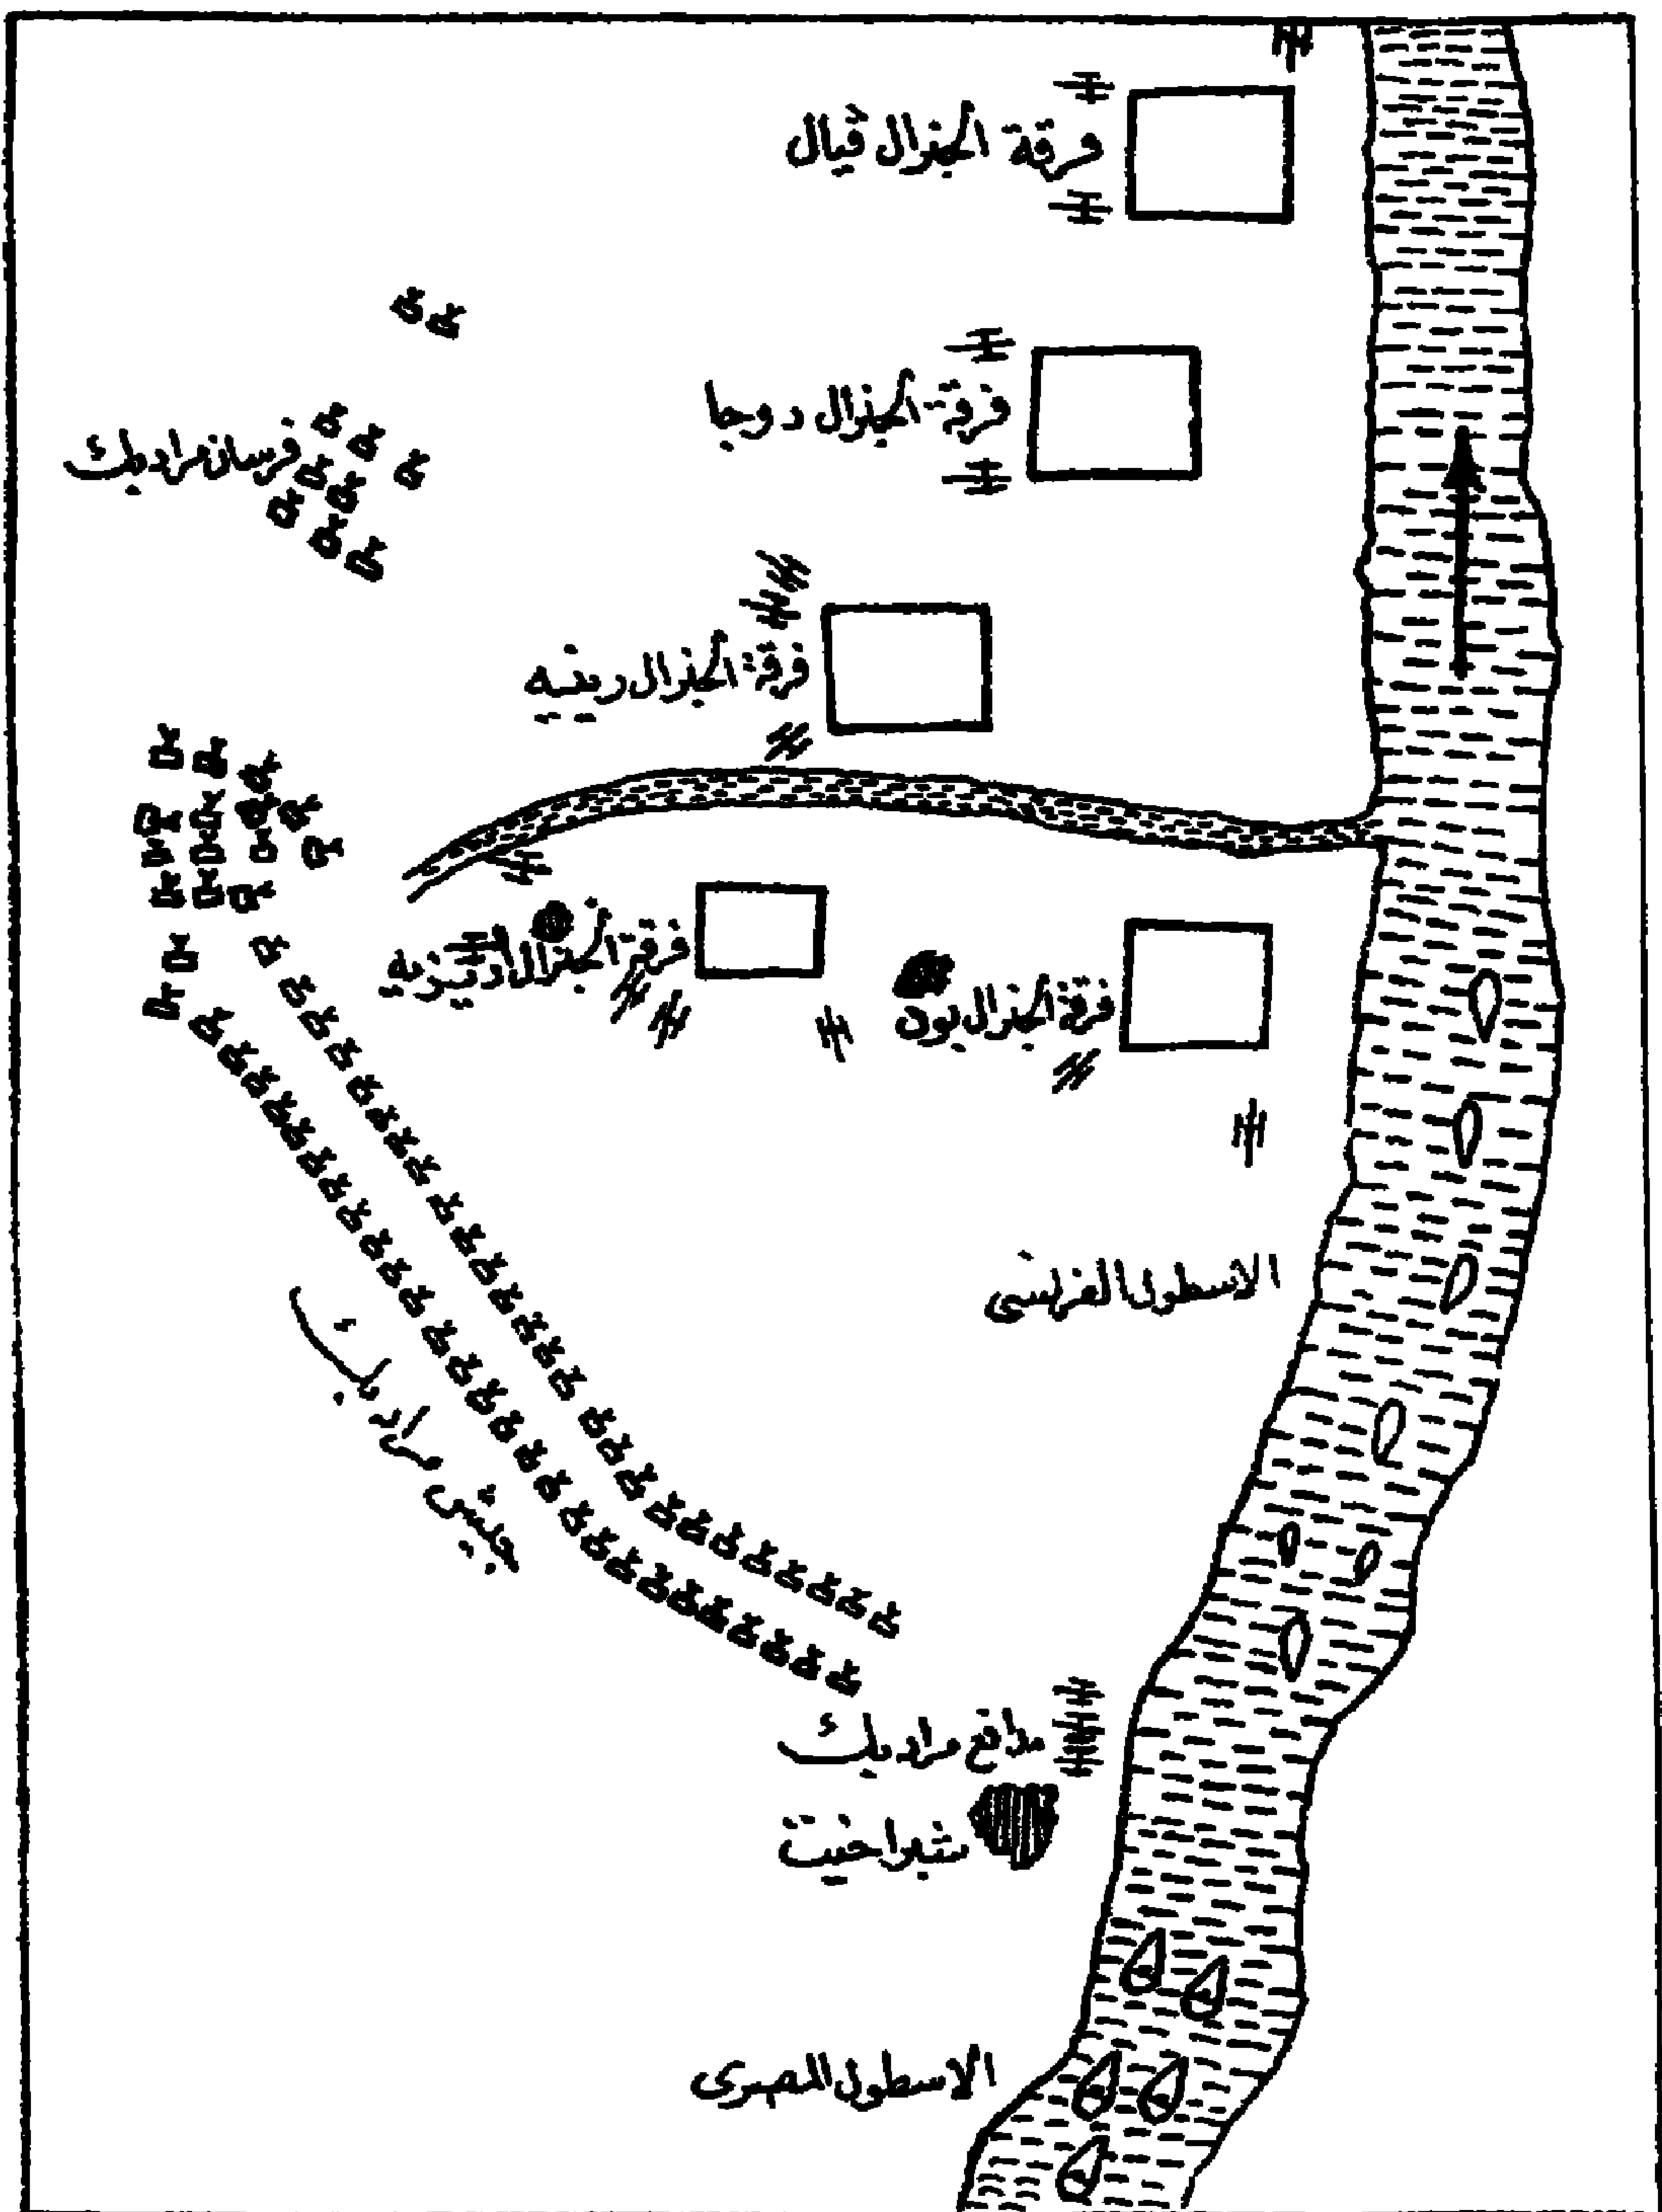 فرقة الجنرال ڤيال
فرقة الجنرال دوجا
فرسان مراد بك
فرقة الجنرال رينيه
فرقة الجنرال ديزيه
فرقة الجنرال بون
الاسطول الفرنسى
جيش مراد بك
مدافع مراد بك
شبراخيت
الاسطول المصرى